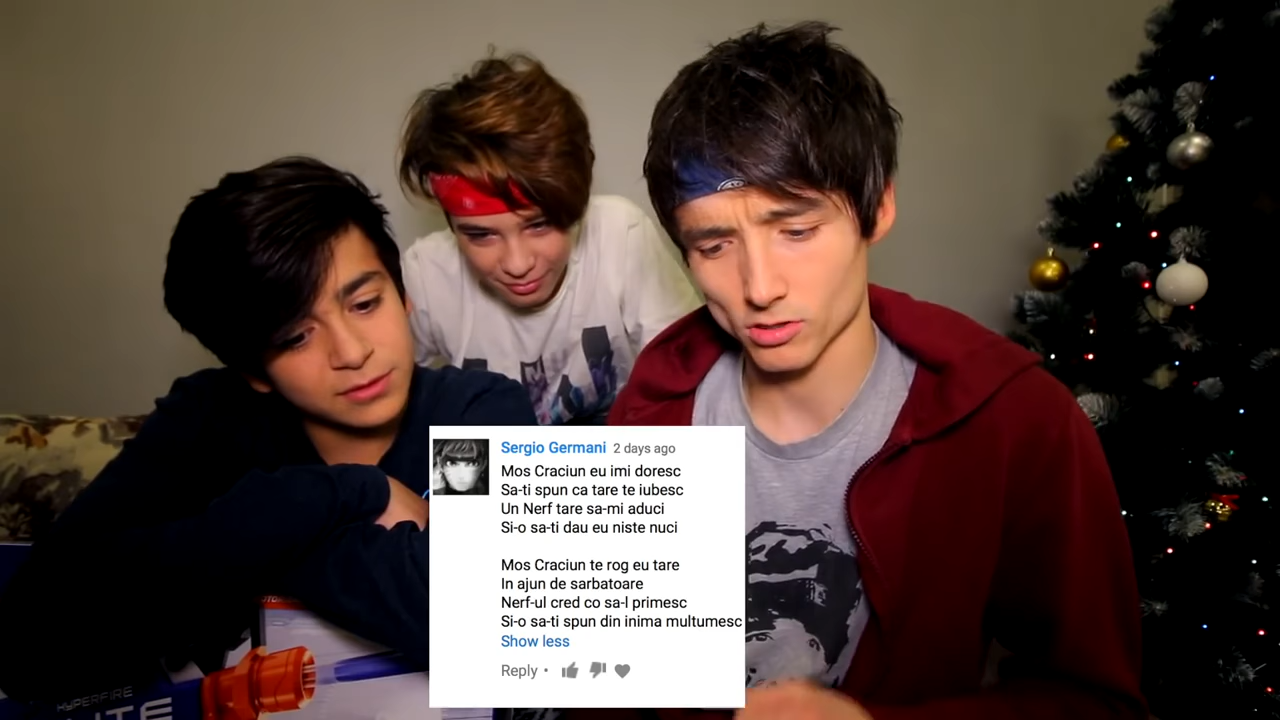 Sergio Germani 2 days ago
Mos Craciun eu imi doresc
Sa-ti spun ca tare te iubesc
Un Nerf tare sa-mi aduci
Si-o sa-ti dau eu niste nuci
Mos Craciun te rog eu tare
In ajun de sarbatoare
Nerf-ul cred co sa-l primesc
Si-o sa-ti spun din inima multumesc
Show less
Reply •
HYPERFIRE